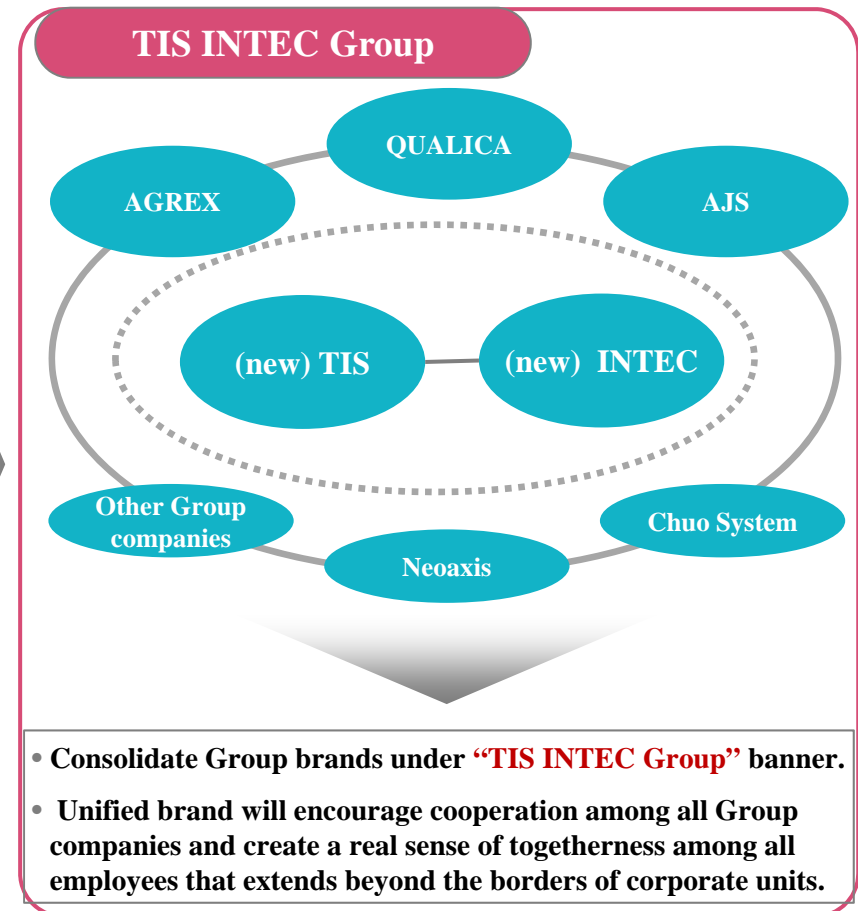 TIS INTEC Group
QUALICA
AGREX
AJS
(new) TIS
(new) INTEC
Other Group
companies
Chuo System
Neoaxis
• Consolidate Group brands under “TIS INTEC Group” banner.
• Unified brand will encourage cooperation among all Group
companies and create a real sense of togetherness among all
employees that extends beyond the borders of corporate units.